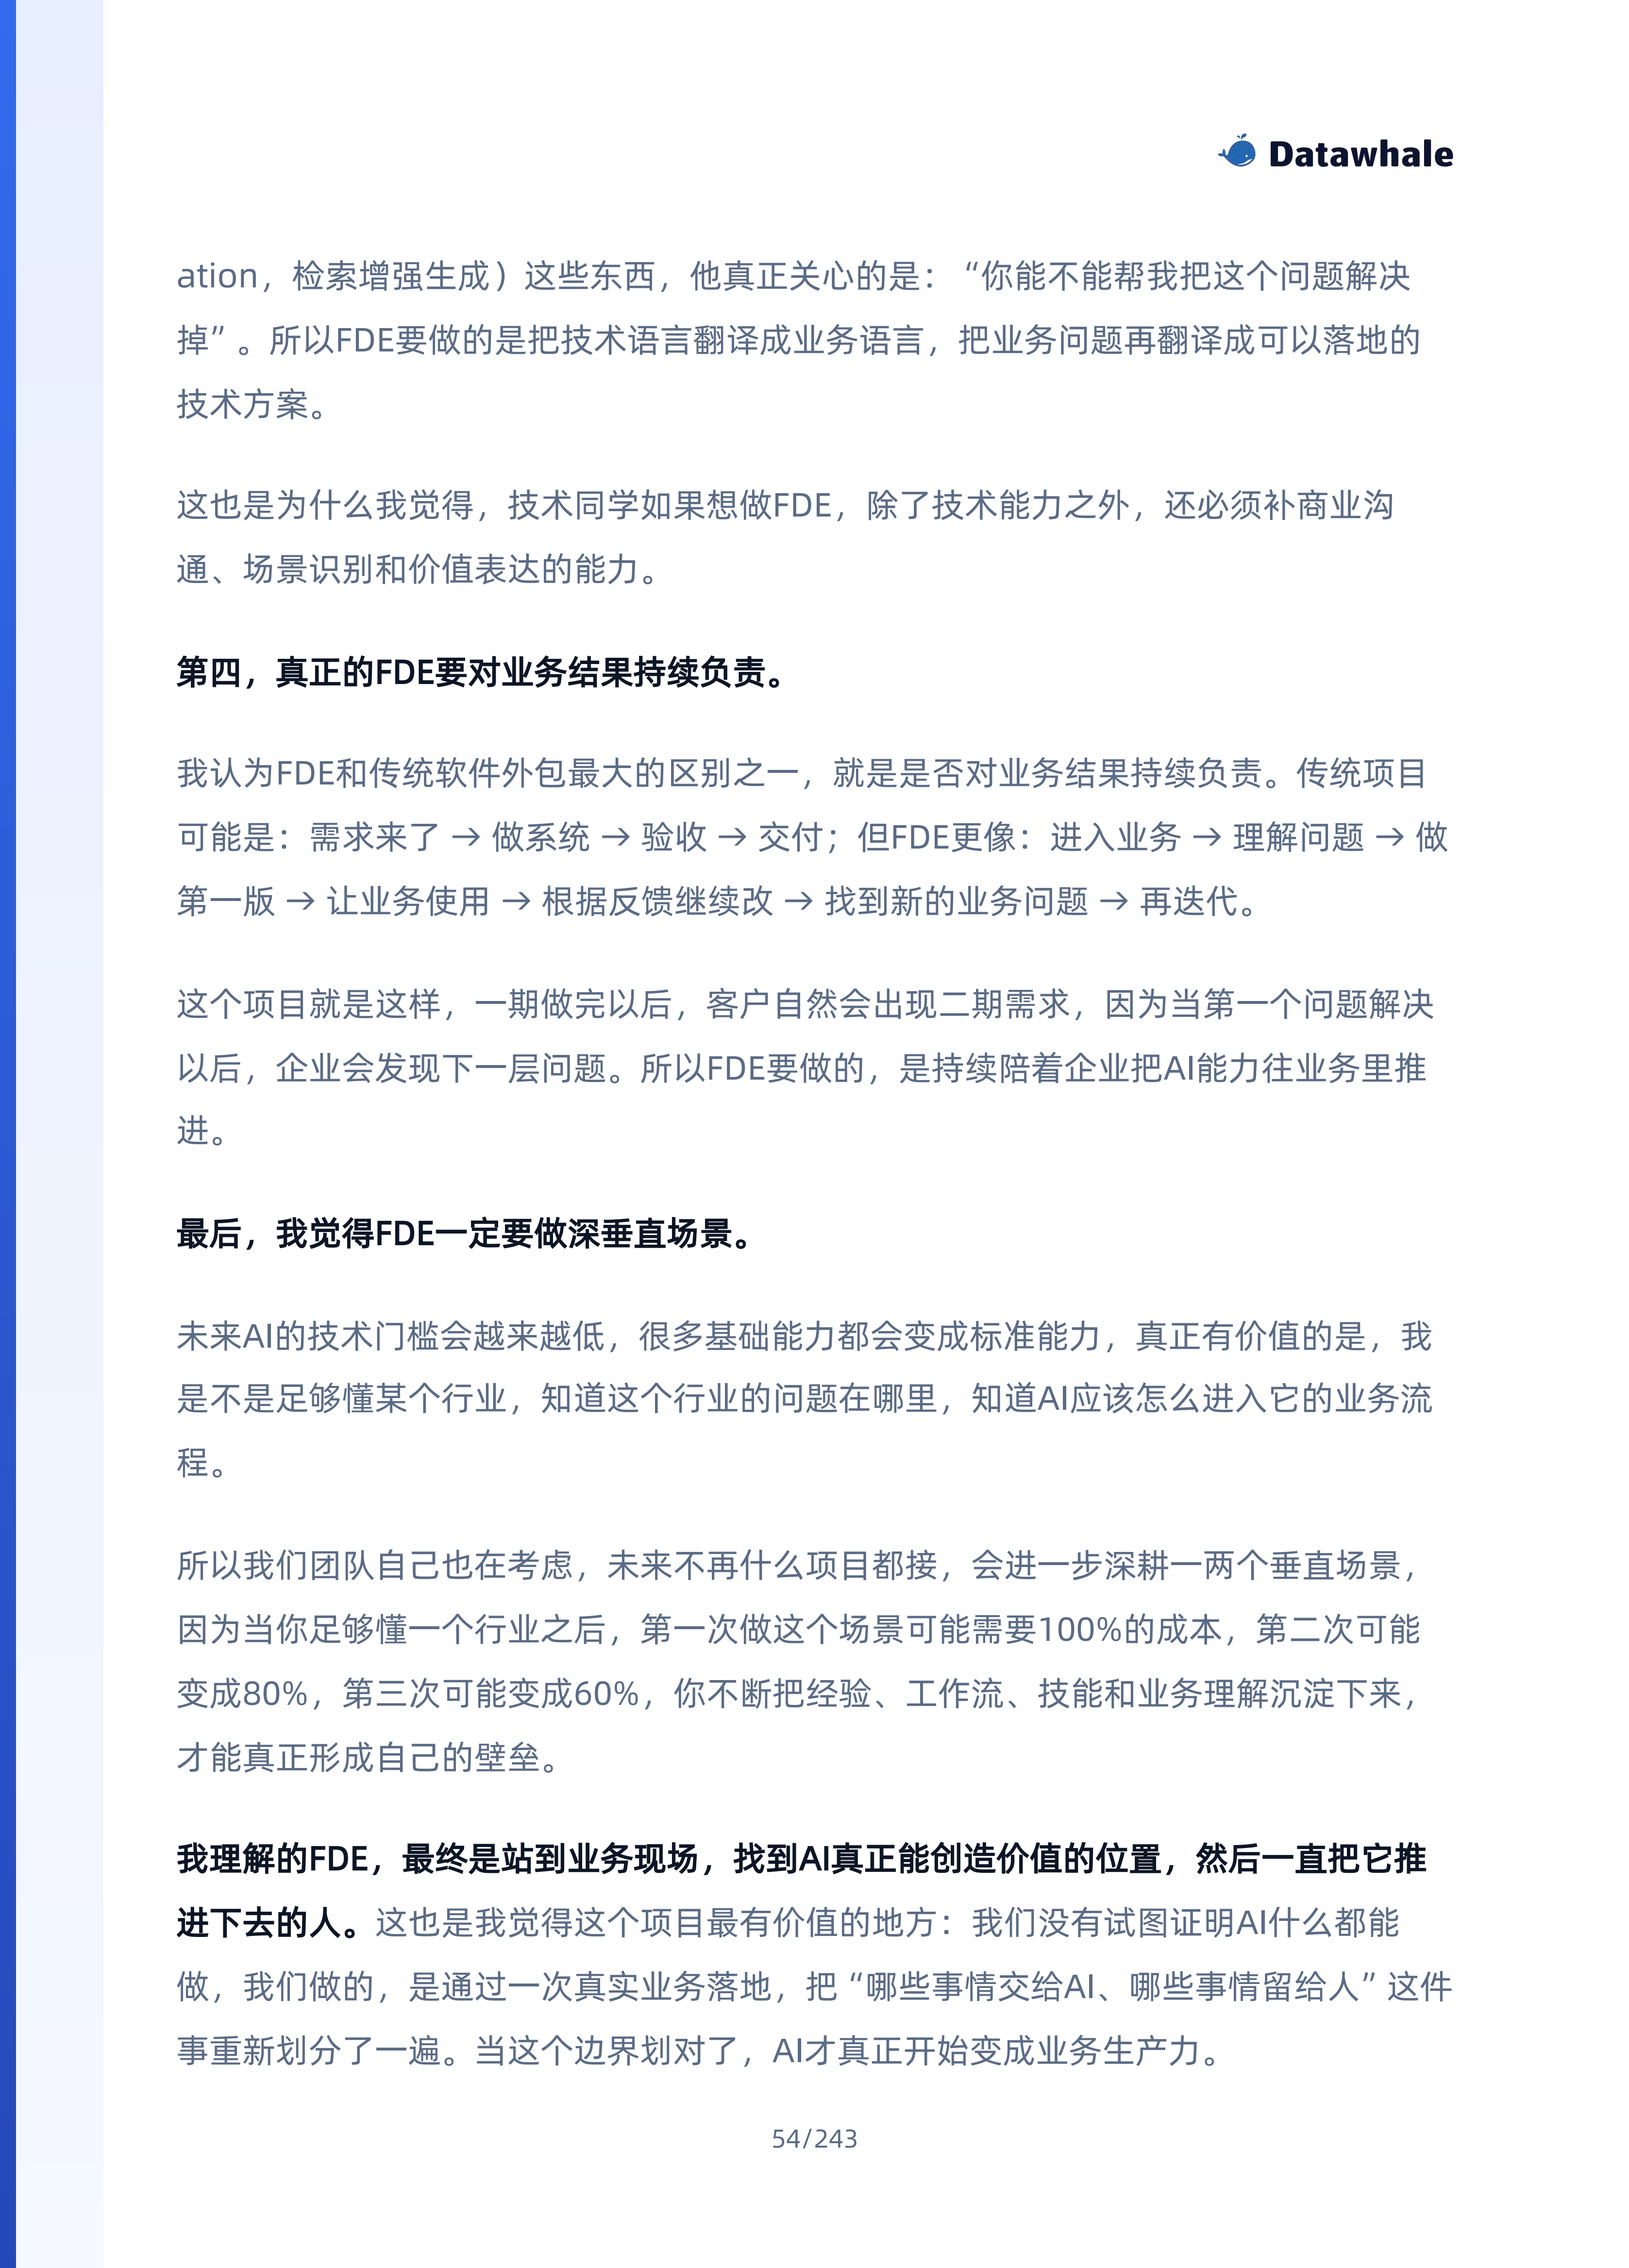 Datawhale
ation，检索增强生成）这些东西，他真正关心的是：“你能不能帮我把这个问题解决
掉”。所以FDE要做的是把技术语言翻译成业务语言，把业务问题再翻译成可以落地的
技术方案。
这也是为什么我觉得，技术同学如果想做FDE，除了技术能力之外，还必须补商业沟
通、场景识别和价值表达的能力。
第四，真正的FDE要对业务结果持续负责。
我认为FDE和传统软件外包最大的区别之一，就是是否对业务结果持续负责。传统项目
可能是：需求来了 → 做系统 → 验收 → 交付；但FDE更像：进入业务 → 理解问题 → 做
第一版 → 让业务使用 → 根据反馈继续改 → 找到新的业务问题 → 再迭代。
这个项目就是这样，一期做完以后，客户自然会出现二期需求，因为当第一个问题解决
以后，企业会发现下一层问题。所以FDE要做的，是持续陪着企业把AI能力往业务里推
进。
最后，我觉得FDE一定要做深垂直场景。
未来AI的技术门槛会越来越低，很多基础能力都会变成标准能力，真正有价值的是，我
是不是足够懂某个行业，知道这个行业的问题在哪里，知道AI应该怎么进入它的业务流
程。
所以我们团队自己也在考虑，未来不再什么项目都接，会进一步深耕一两个垂直场景，
因为当你足够懂一个行业之后，第一次做这个场景可能需要100%的成本，第二次可能
变成80%，第三次可能变成60%，你不断把经验、工作流、技能和业务理解沉淀下来，
才能真正形成自己的壁垒。
我理解的FDE，最终是站到业务现场，找到AI真正能创造价值的位置，然后一直把它推
进下去的人。这也是我觉得这个项目最有价值的地方：我们没有试图证明AI什么都能
做，我们做的，是通过一次真实业务落地，把“哪些事情交给AI、哪些事情留给人”这件
事重新划分了一遍。当这个边界划对了，AI才真正开始变成业务生产力。
54/243